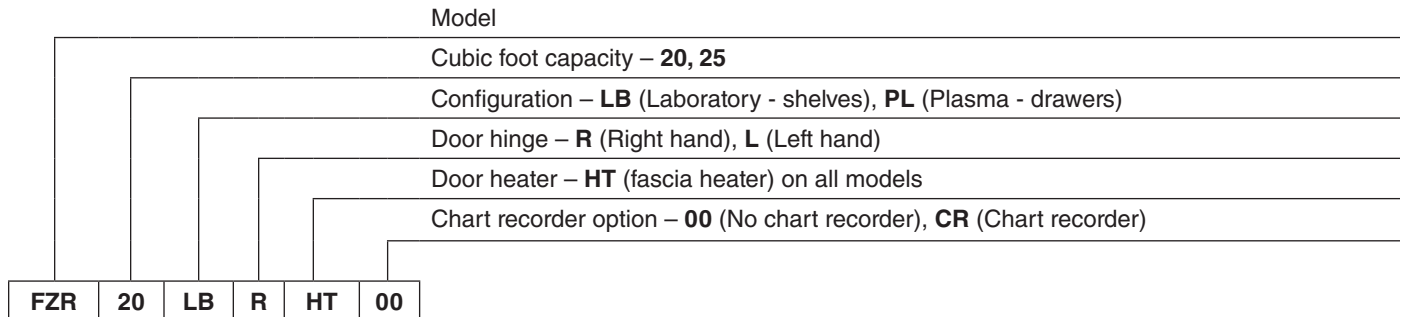 Model
Cubic foot capacity – 20, 25
Configuration – LB (Laboratory - shelves), PL (Plasma - drawers)
Door hinge – R (Right hand), L (Left hand)
Door heater – HT (fascia heater) on all models
Chart recorder option – 00 (No chart recorder), CR (Chart recorder)
FZR 20 LB R HT 00